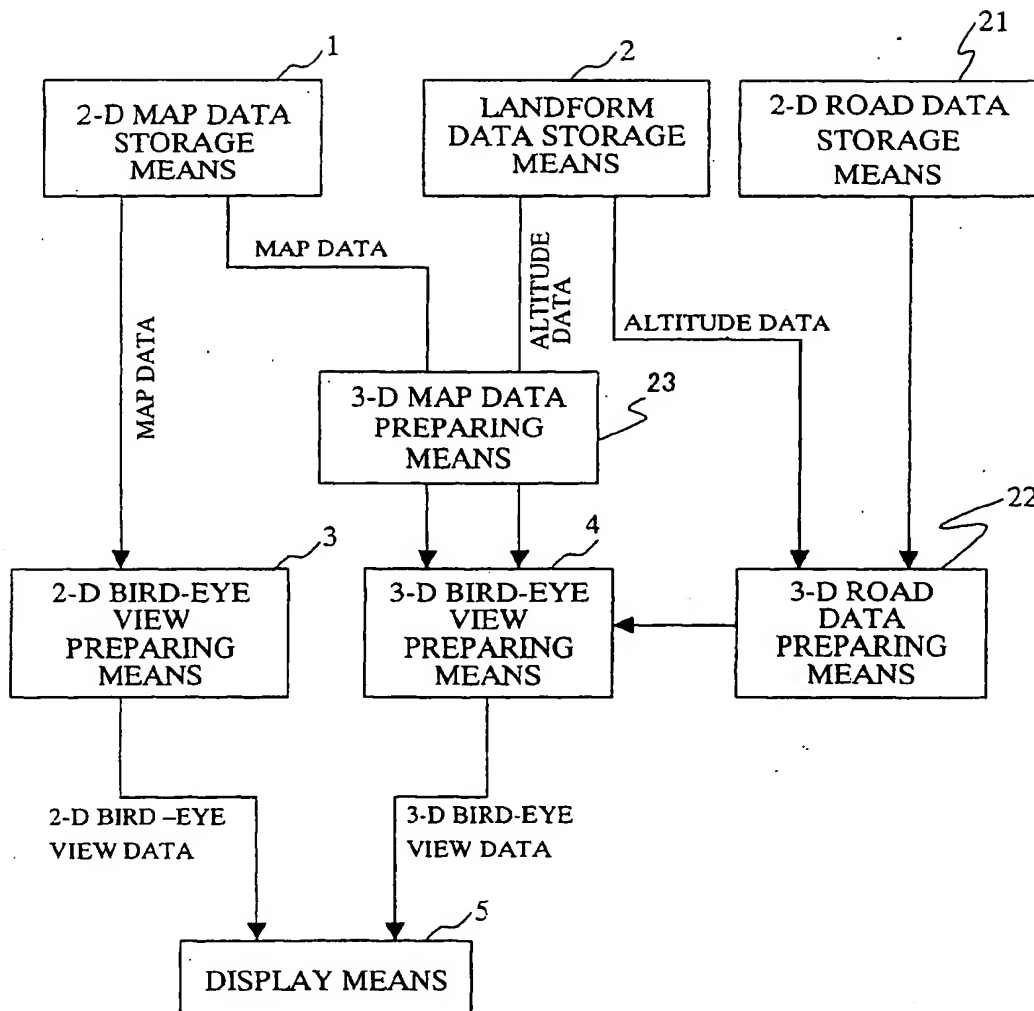 1
2
21
2-D MAP DATA
STORAGE
MEANS
LANDFORM
DATA STORAGE
MEANS
2-D ROAD DATA
STORAGE
MEANS
MAP DATA
MAP DATA
ALTITUDE
DATA
ALTITUDE DATA
3-D MAP DATA
PREPARING
MEANS
23
3
4
22
2-D BIRD-EYE
VIEW
PREPARING
MEANS
3-D BIRD-EYE
VIEW
PREPARING
MEANS
3-D ROAD
DATA
PREPARING
MEANS
2-D BIRD –EYE
VIEW DATA
3-D BIRD-EYE
VIEW DATA
5
DISPLAY MEANS